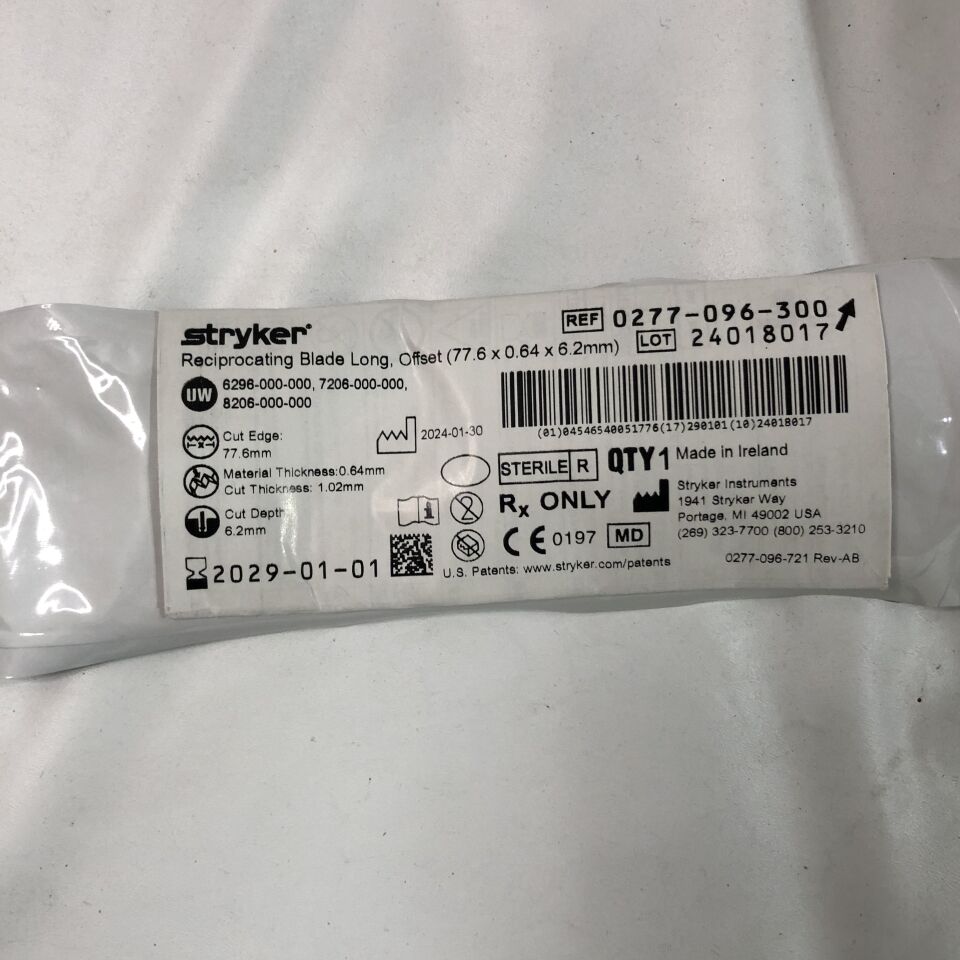 stryker
REF 0277-096-300
LOT 24018017
Reciprocating Blade Long, Offset (77.6 x 0.64 x 6.2mm)
UW 6296-000-000, 7206-000-000,
8206-000-000
(01)04546540051776(17)290101(10)24018017
Cut Edge:
77.6mm
2024-01-30
Material Thickness:0.64mm
Cut Thickness: 1.02mm
Cut Depth
6.2mm
2029-01-01
STERILE R
QTY1
Made in Ireland
2
Rx ONLY
Stryker Instruments
1941 Stryker Way
Portage, MI 49002 USA
(269) 323-7700 (800) 253-3210
CE 0197 MD
U.S. Patents: www.stryker.com/patents
0277-096-721 Rev-AB